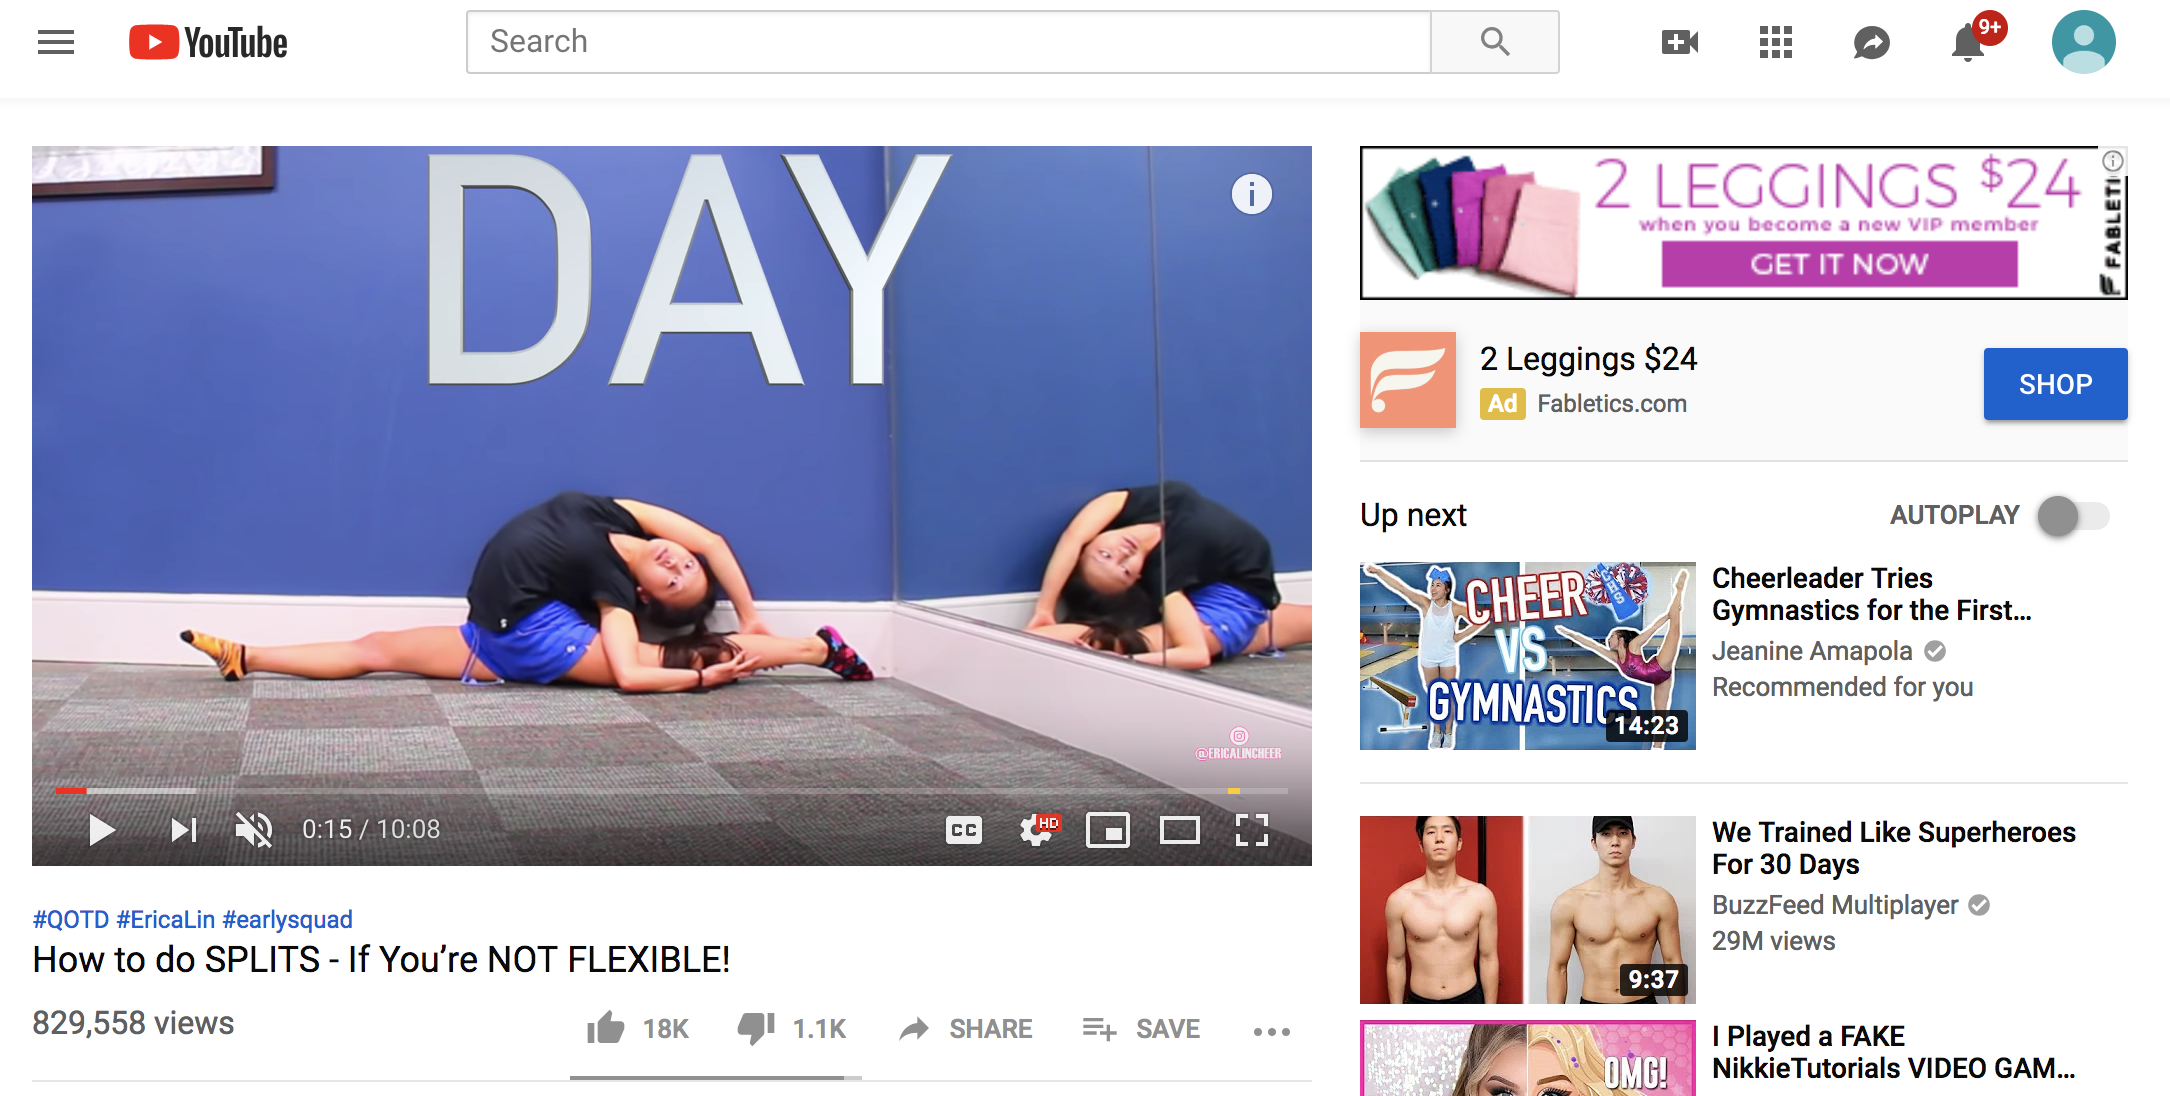 YouTube
Search
9+
DAY
@ERICALINCHEER
0:15 / 10:08
CC
HD
#QOTD #EricaLin #earlysquad
How to do SPLITS - If You’re NOT FLEXIBLE!
829,558 views
18K
1.1K
SHARE
SAVE
2 LEGGINGS $24
when you become a new VIP member
GET IT NOW
FABLETI
2 Leggings $24
Ad Fabletics.com
SHOP
Up next
AUTOPLAY
CHEER
VS
GYMNASTICS
14:23
Cheerleader Tries
Gymnastics for the First...
Jeanine Amapola
Recommended for you
9:37
We Trained Like Superheroes
For 30 Days
BuzzFeed Multiplayer
29M views
OMG!
I Played a FAKE
NikkieTutorials VIDEO GAM...